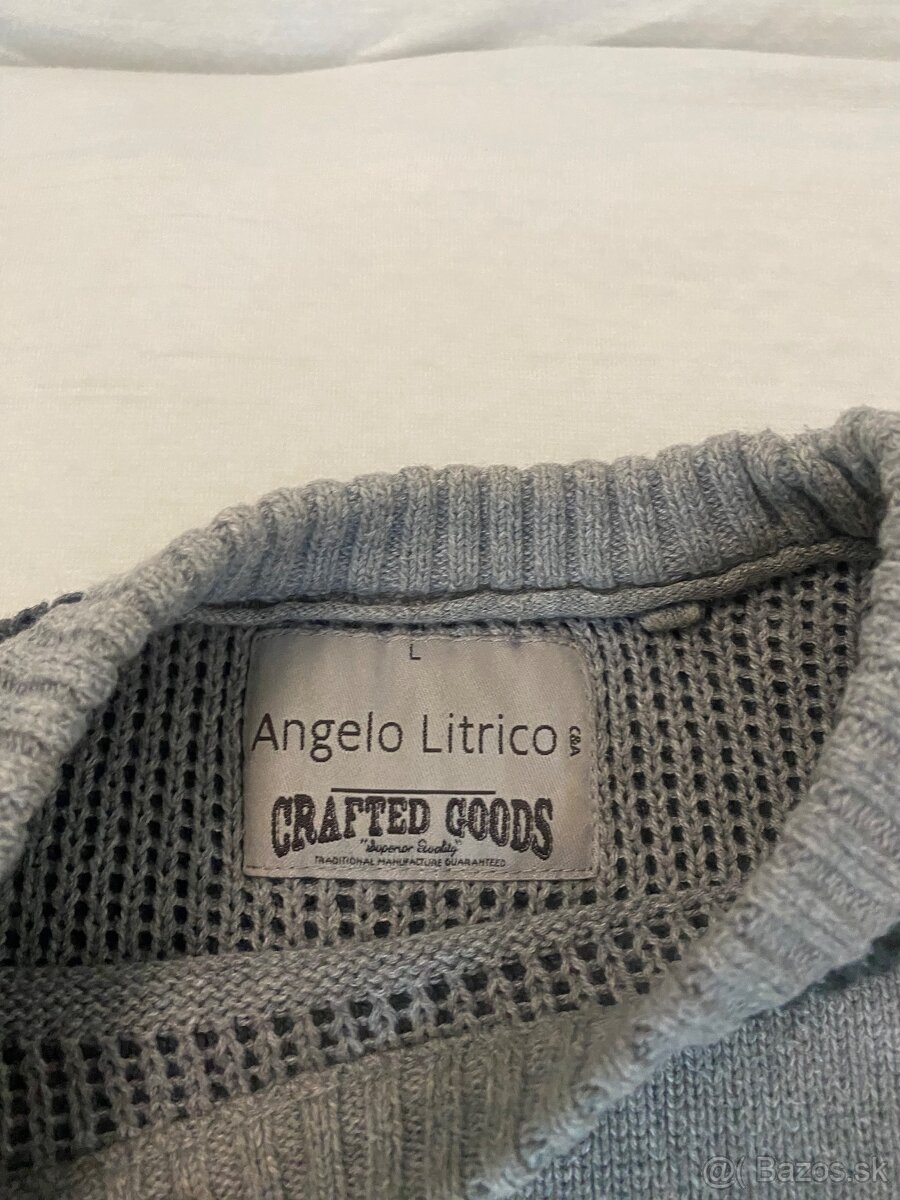 L
Angelo Litrico C&A
CRAFTED GOODS
"Superior Quality"
TRADITIONAL MANUFACTURE GUARANTEED
@( Bazos.sk